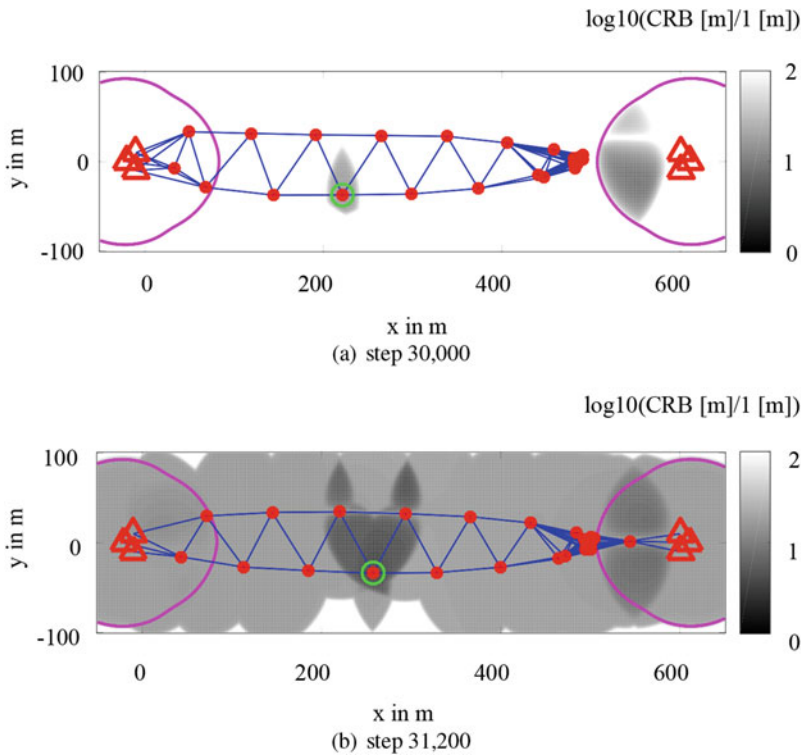 log10(CRB [m]/1 [m])
100
0
-100
y in m
2
1
0
0 200 400 600
x in m
(a) step 30,000
log10(CRB [m]/1 [m])
100
0
-100
y in m
2
1
0
0 200 400 600
x in m
(b) step 31,200